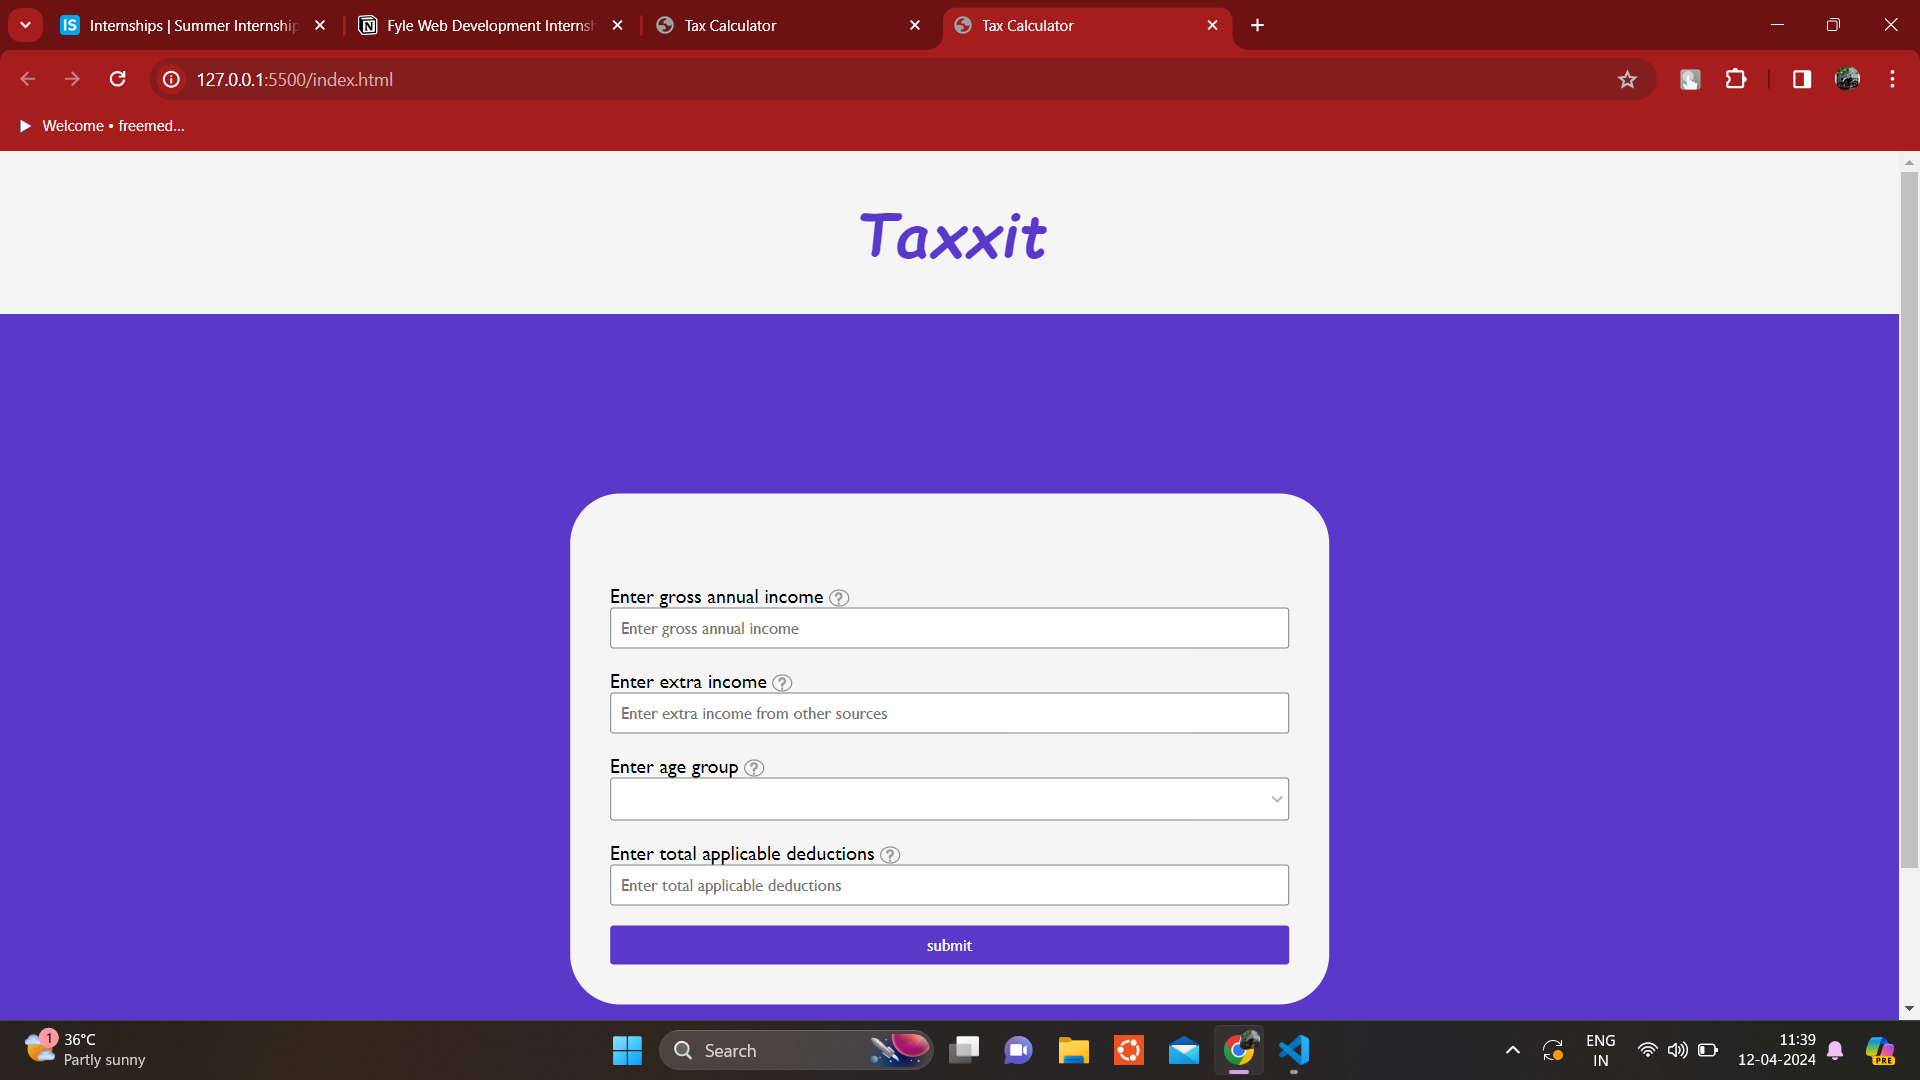 Internships | Summer Internship
Fyle Web Development Interns
Tax Calculator
Tax Calculator
127.0.0.1:5500/index.html
Welcome • freemed...
Taxxit
Enter gross annual income ?
Enter gross annual income
Enter extra income ?
Enter extra income from other sources
Enter age group ?
Enter total applicable deductions ?
Enter total applicable deductions
submit
1
36°C
Partly sunny
Search
PRE
ENG
IN
11:39
12-04-2024